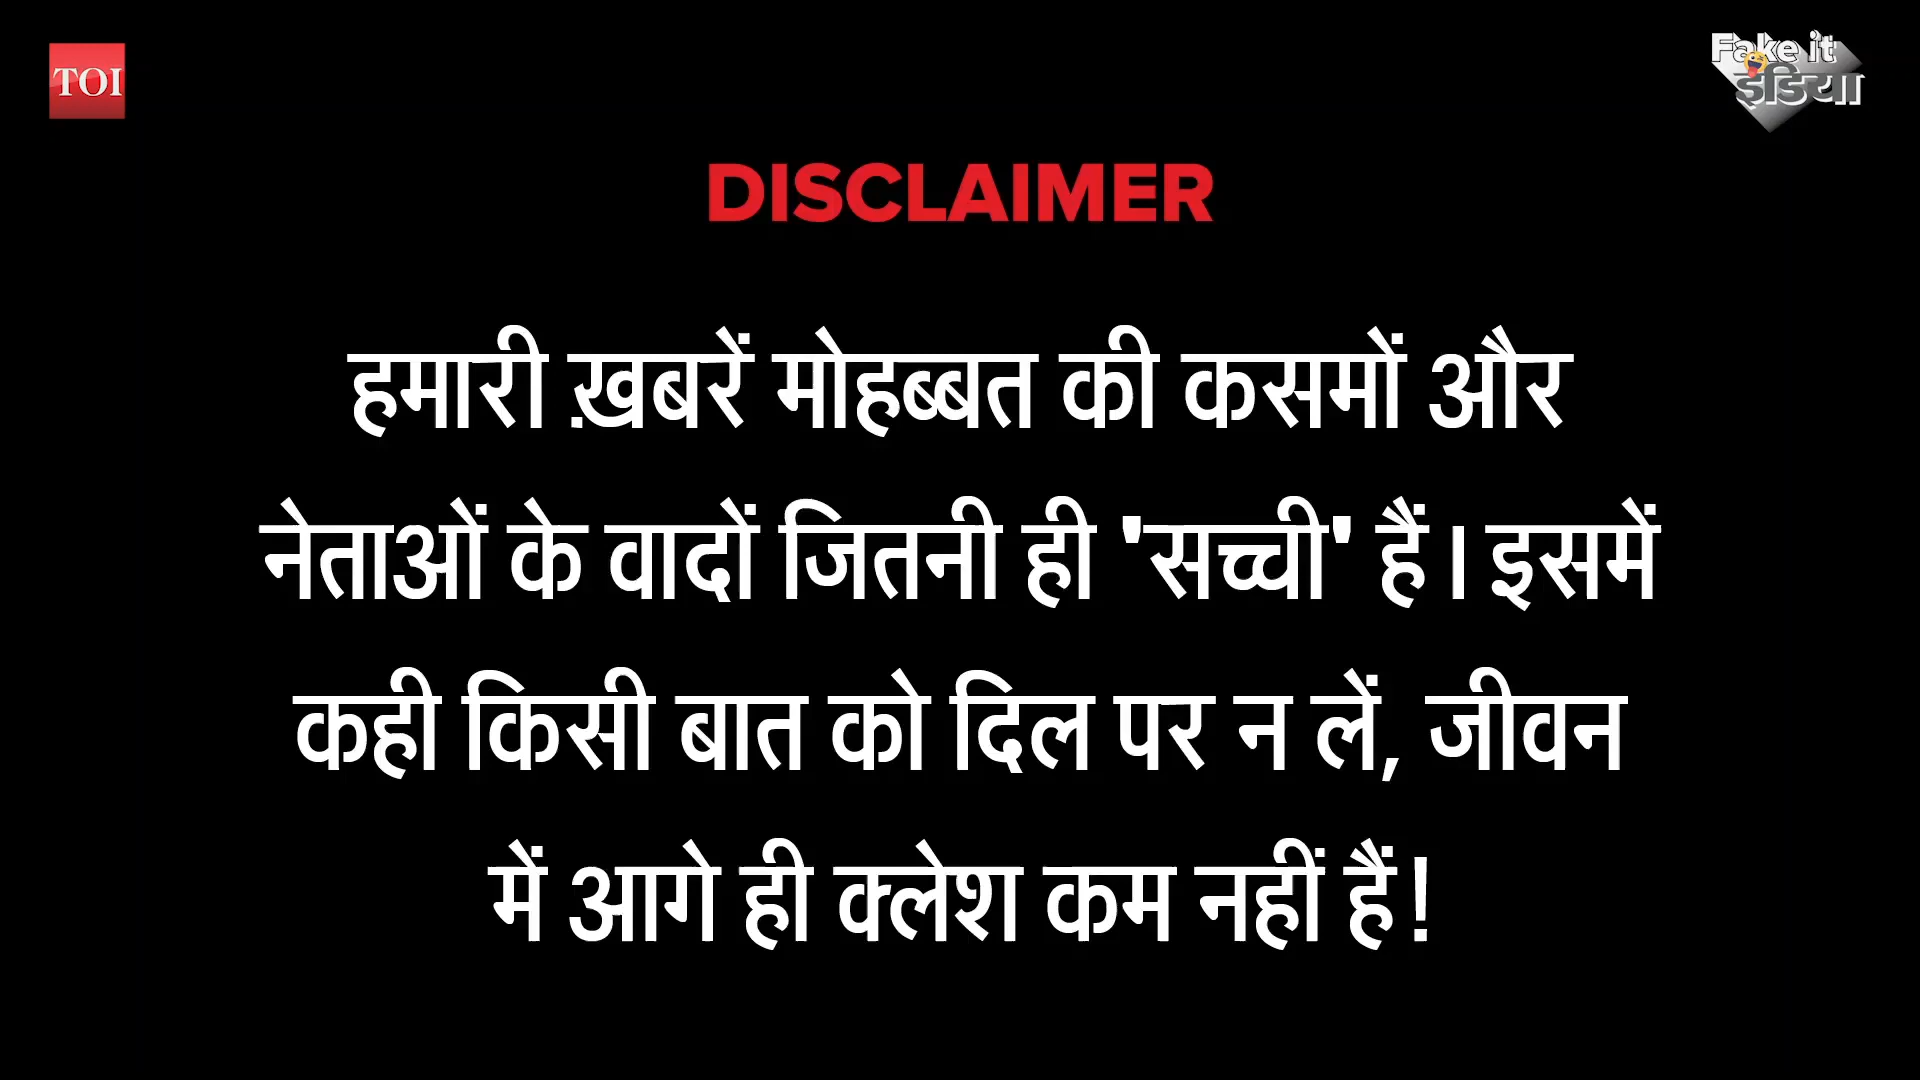 TOI
Fake it
इंडिया
DISCLAIMER
हमारी ख़बरें मोहब्बत की कसमों और
नेताओं के वादों जितनी ही 'सच्ची' हैं। इसमें
कही किसी बात को दिल पर न लें, जीवन
में आगे ही क्लेश कम नहीं हैं!